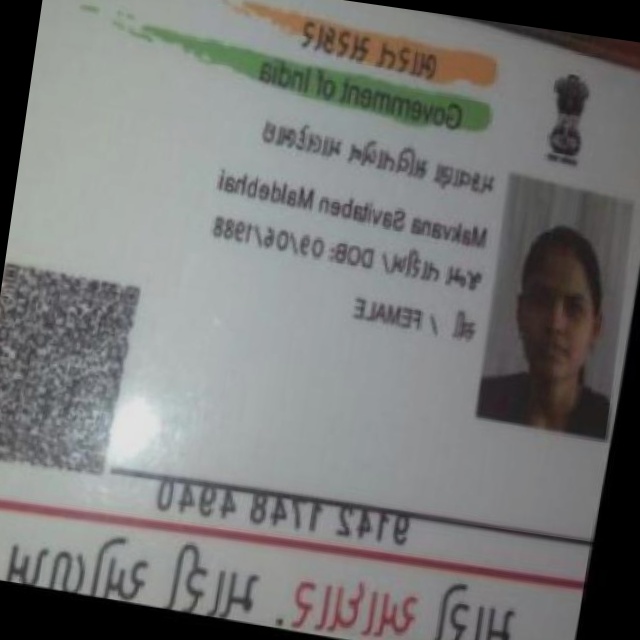 ભારત સરકાર
Government of India
મકવાણા સવિતાબેન માલદેભાઇ
Makvana Savitaben Maldebhai
જન્મ તારીખ/ DOB: 09/06/1988
સ્ત્રી / FEMALE
9142 1748 4940
મારો આધાર, મારી ઓળખ